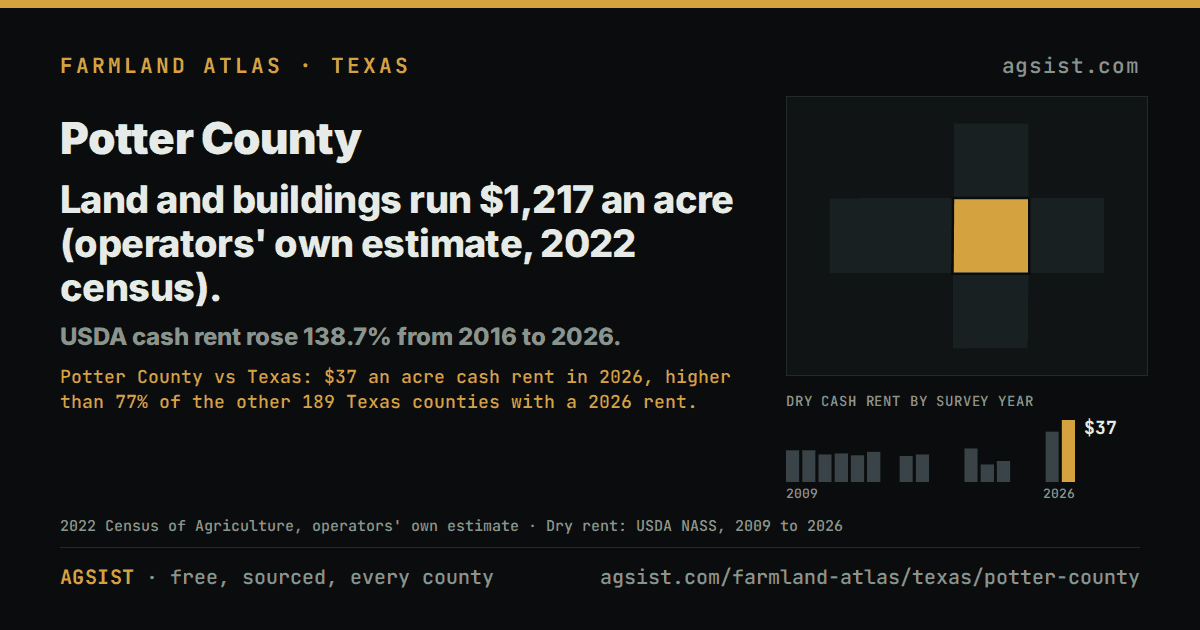 FARMLAND ATLAS · TEXAS
agsist.com
Potter County
Land and buildings run $1,217 an acre
(operators' own estimate, 2022
census).
USDA cash rent rose 138.7% from 2016 to 2026.
Potter County vs Texas: $37 an acre cash rent in 2026, higher
than 77% of the other 189 Texas counties with a 2026 rent.
DRY CASH RENT BY SURVEY YEAR
$37
2009
2026
2022 Census of Agriculture, operators' own estimate · Dry rent: USDA NASS, 2009 to 2026
AGSIST · free, sourced, every county
agsist.com/farmland-atlas/texas/potter-county